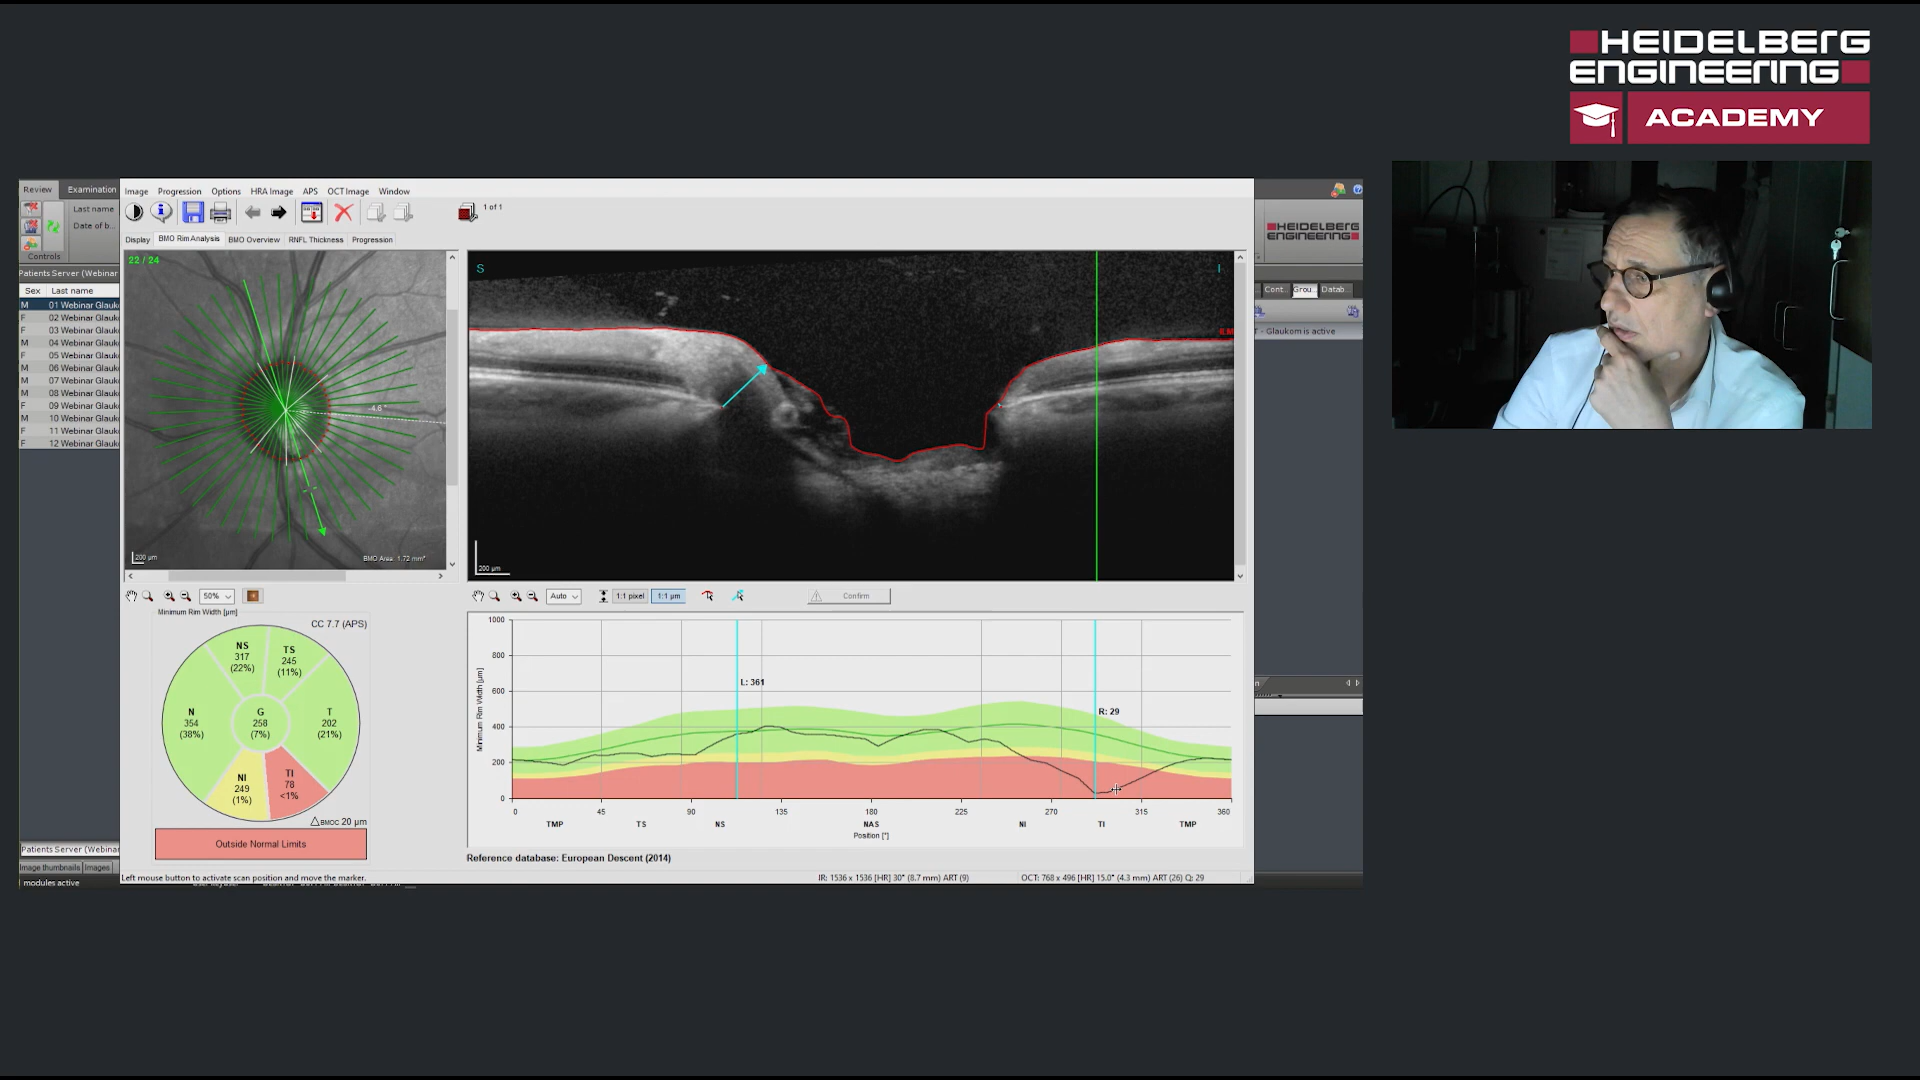 HEIDELBERG
ENGINEERING
ACADEMY
Review
Examination
Last name
Date of b...
Controls
Patients Server (Webinar
Sex Last name
M 01 Webinar Glauk
F 02 Webinar Glauk
F 03 Webinar Glauk
M 04 Webinar Glauk
F 05 Webinar Glauk
M 06 Webinar Glauk
M 07 Webinar Glauk
M 08 Webinar Glauk
F 09 Webinar Glauk
M 10 Webinar Glauk
F 11 Webinar Glauk
F 12 Webinar Glauk
Patients Server (Webinar
Image thumbnails Images
modules active
Image Progression Options HRA Image APS OCT Image Window
1 of 1
Display BMO Rim Analysis BMO Overview RNFL Thickness Progression
22 / 24
-4.6°
200 µm
BMO Area: 1.72 mm²
S
I
200 µm
HEIDELBERG
ENGINEERING
Cont... Grou... Datab...
T - Glaukom is active
50%
Auto
1:1 pixel
1:1 µm
Confirm
Minimum Rim Width [µm]
CC 7.7 (APS)
NS
317
(22%)
TS
245
(11%)
N
354
(38%)
G
258
(7%)
T
202
(21%)
NI
249
(1%)
TI
78
<1%
△BMOC 20 µm
Outside Normal Limits
Minimum Rim Width [µm]
1000
800
600
400
200
0
L: 361
R: 29
0 45 90 135 180 225 270 315 360
TMP TS NS NAS NI TI TMP
Position [°]
Reference database: European Descent (2014)
Left mouse button to activate scan position and move the marker.
IR: 1536 x 1536 [HR] 30° (8.7 mm) ART (9)
OCT: 768 x 496 [HR] 15.0° (4.3 mm) ART (26) Q: 29